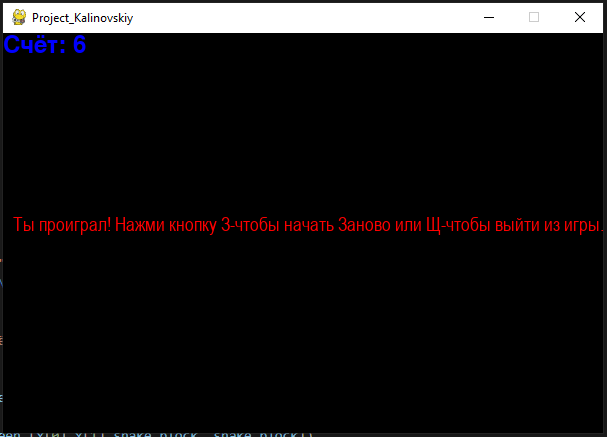 Project_Kalinovskiy
Счёт: 6
Ты проиграл! Нажми кнопку З-чтобы начать Заново или Щ-чтобы выйти из игры.